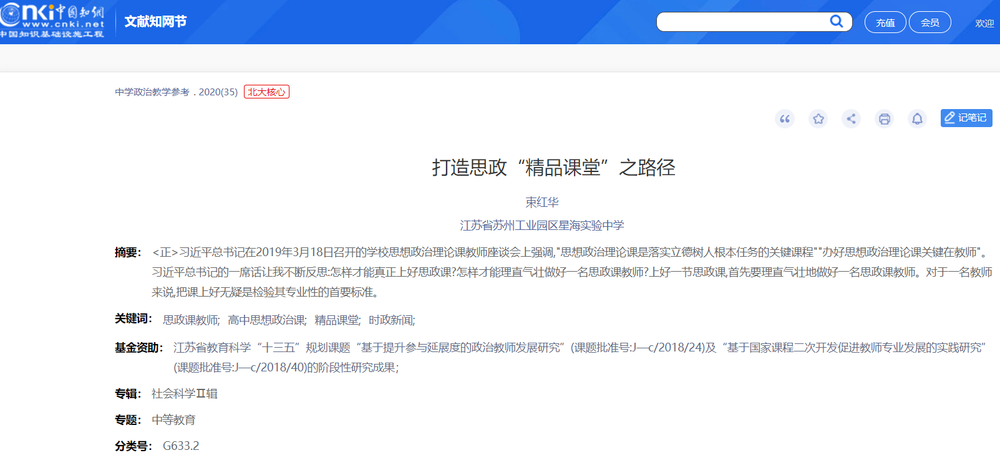 cnki中国知网
www.cnki.net
中国知识基础设施工程
文献知网节
充值
会员
欢迎
中学政治教学参考 . 2020(35) 北大核心
记笔记
打造思政“精品课堂”之路径
束红华
江苏省苏州工业园区星海实验中学
摘要： <正>习近平总书记在2019年3月18日召开的学校思想政治理论课教师座谈会上强调,"思想政治理论课是落实立德树人根本任务的关键课程""办好思想政治理论课关键在教师"。
习近平总书记的一席话让我不断反思:怎样才能真正上好思政课?怎样才能理直气壮做好一名思政课教师?上好一节思政课,首先要理直气壮地做好一名思政课教师。对于一名教师
来说,把课上好无疑是检验其专业性的首要标准。
关键词： 思政课教师; 高中思想政治课; 精品课堂; 时政新闻;
基金资助： 江苏省教育科学“十三五”规划课题“基于提升参与延展度的政治教师发展研究”(课题批准号:J—c/2018/24)及“基于国家课程二次开发促进教师专业发展的实践研究”
(课题批准号:J—c/2018/40)的阶段性研究成果;
专辑： 社会科学Ⅱ辑
专题： 中等教育
分类号： G633.2